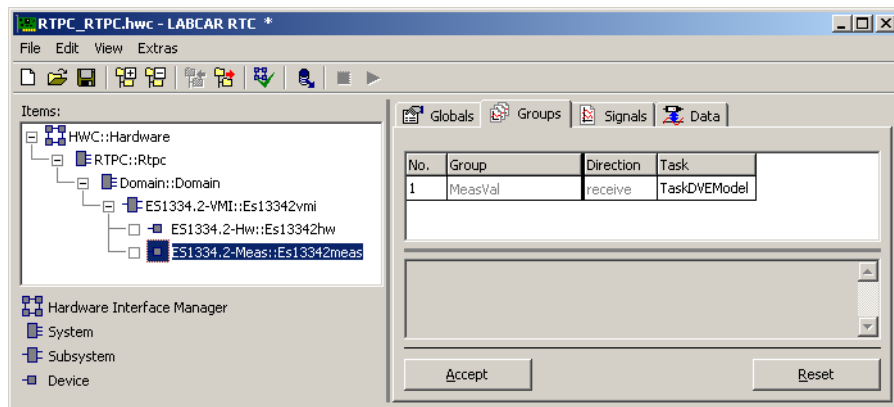 RTPC_RTPC.hwc - LABCAR RTC *
File Edit View Extras
Items:
HWC::Hardware
RTPC::Rtpc
Domain::Domain
ES1334.2-VMI::Es13342vmi
ES1334.2-Hw::Es13342hw
ES1334.2-Meas::Es13342meas
Hardware Interface Manager
System
Subsystem
Device
Globals Groups Signals Data
No. Group Direction Task
1 MeasVal receive TaskDVEModel
Accept Reset